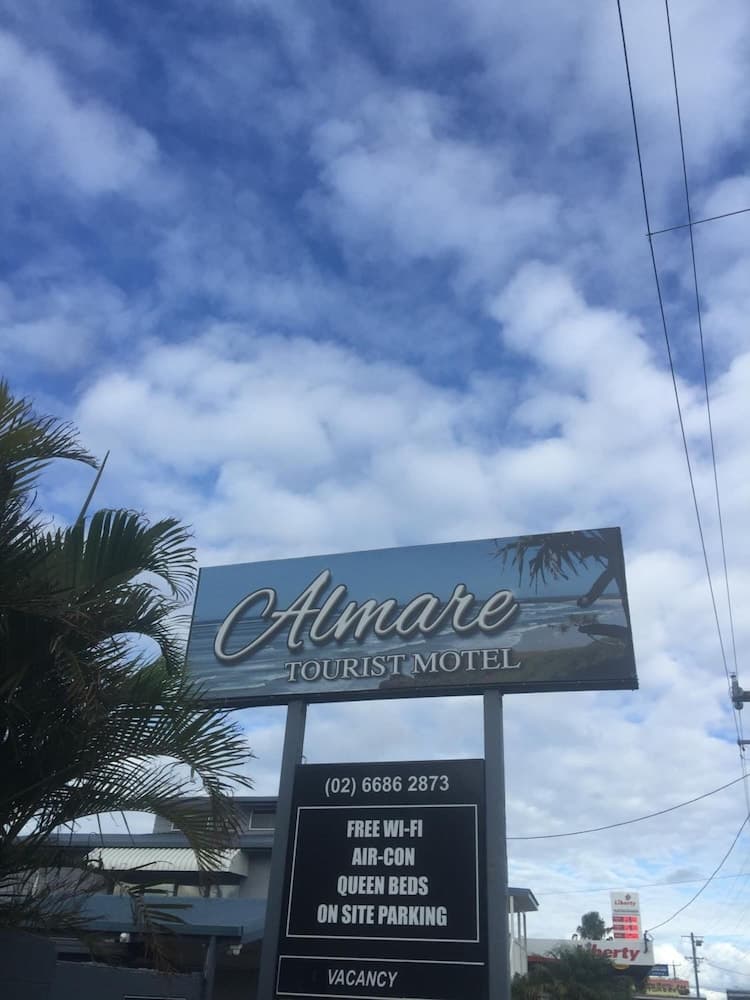 Almare
TOURIST MOTEL
(02) 6686 2873
FREE WI-FI
AIR-CON
QUEEN BEDS
ON SITE PARKING
VACANCY
Liberty
Liberty
Liberty